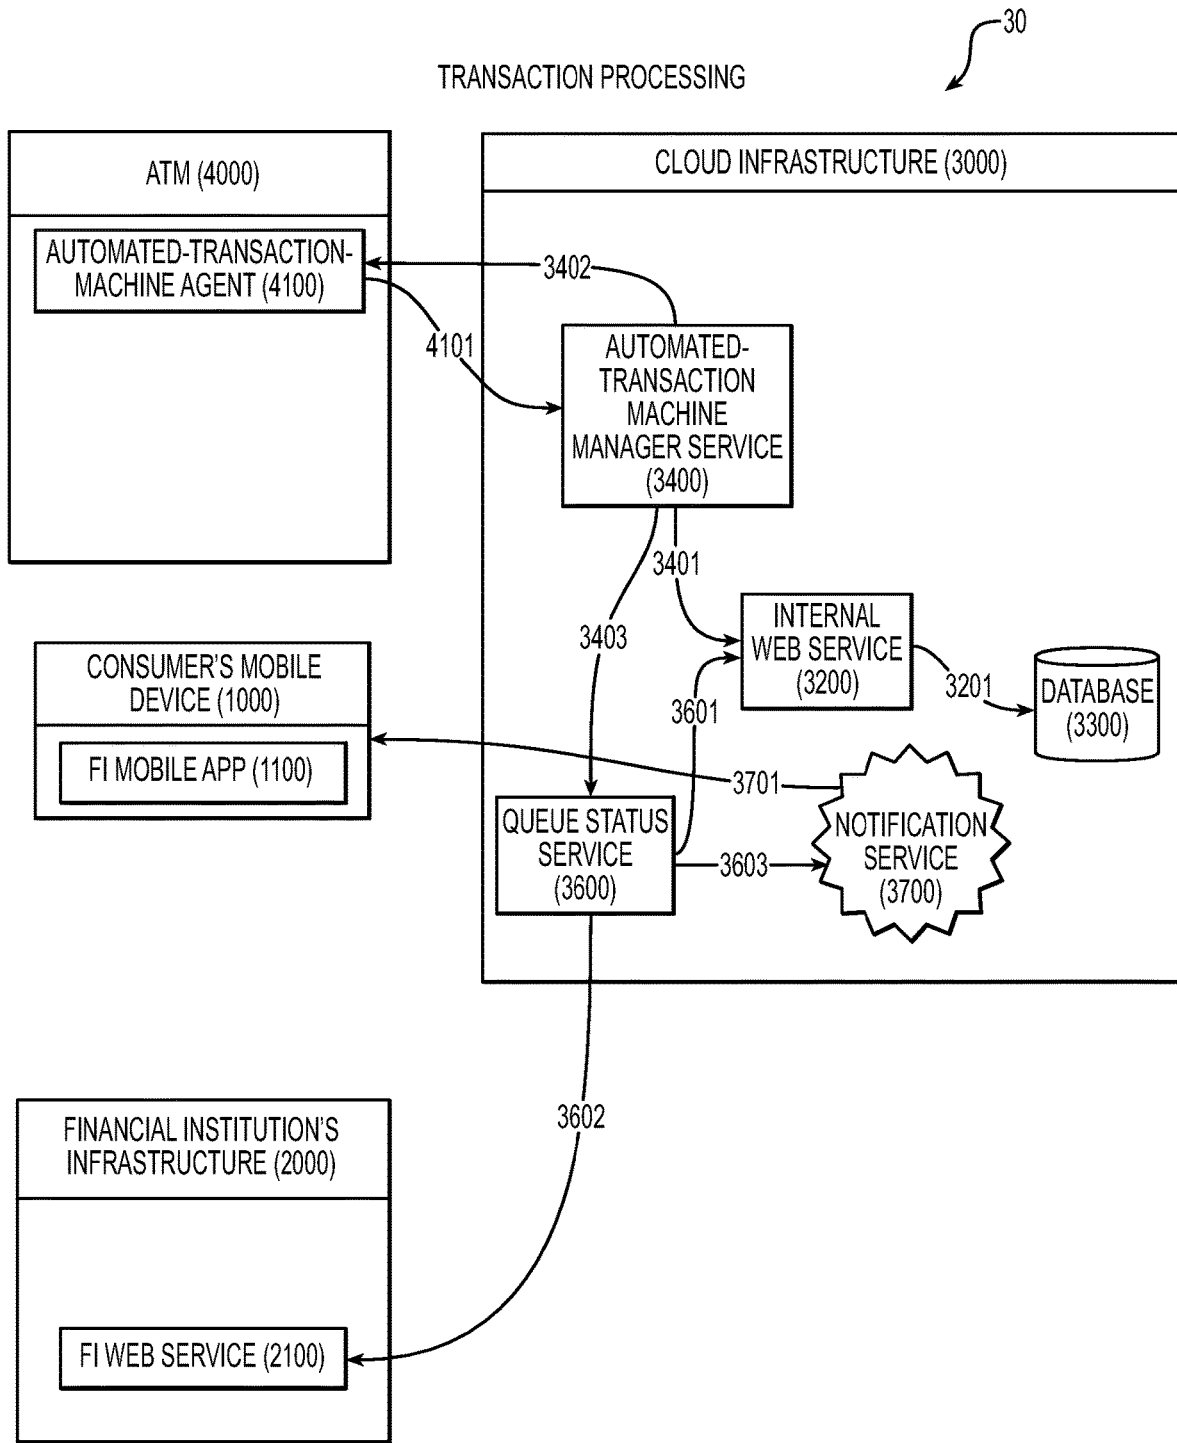 30
TRANSACTION PROCESSING
ATM (4000)
AUTOMATED-TRANSACTION-
MACHINE AGENT (4100)
CLOUD INFRASTRUCTURE (3000)
3402
4101
AUTOMATED-
TRANSACTION
MACHINE
MANAGER SERVICE
(3400)
3401
3403
INTERNAL
WEB SERVICE
(3200)
3201
DATABASE
(3300)
3601
CONSUMER'S MOBILE
DEVICE (1000)
FI MOBILE APP (1100)
3701
QUEUE STATUS
SERVICE
(3600)
3603
NOTIFICATION
SERVICE
(3700)
3602
FINANCIAL INSTITUTION'S
INFRASTRUCTURE (2000)
FI WEB SERVICE (2100)